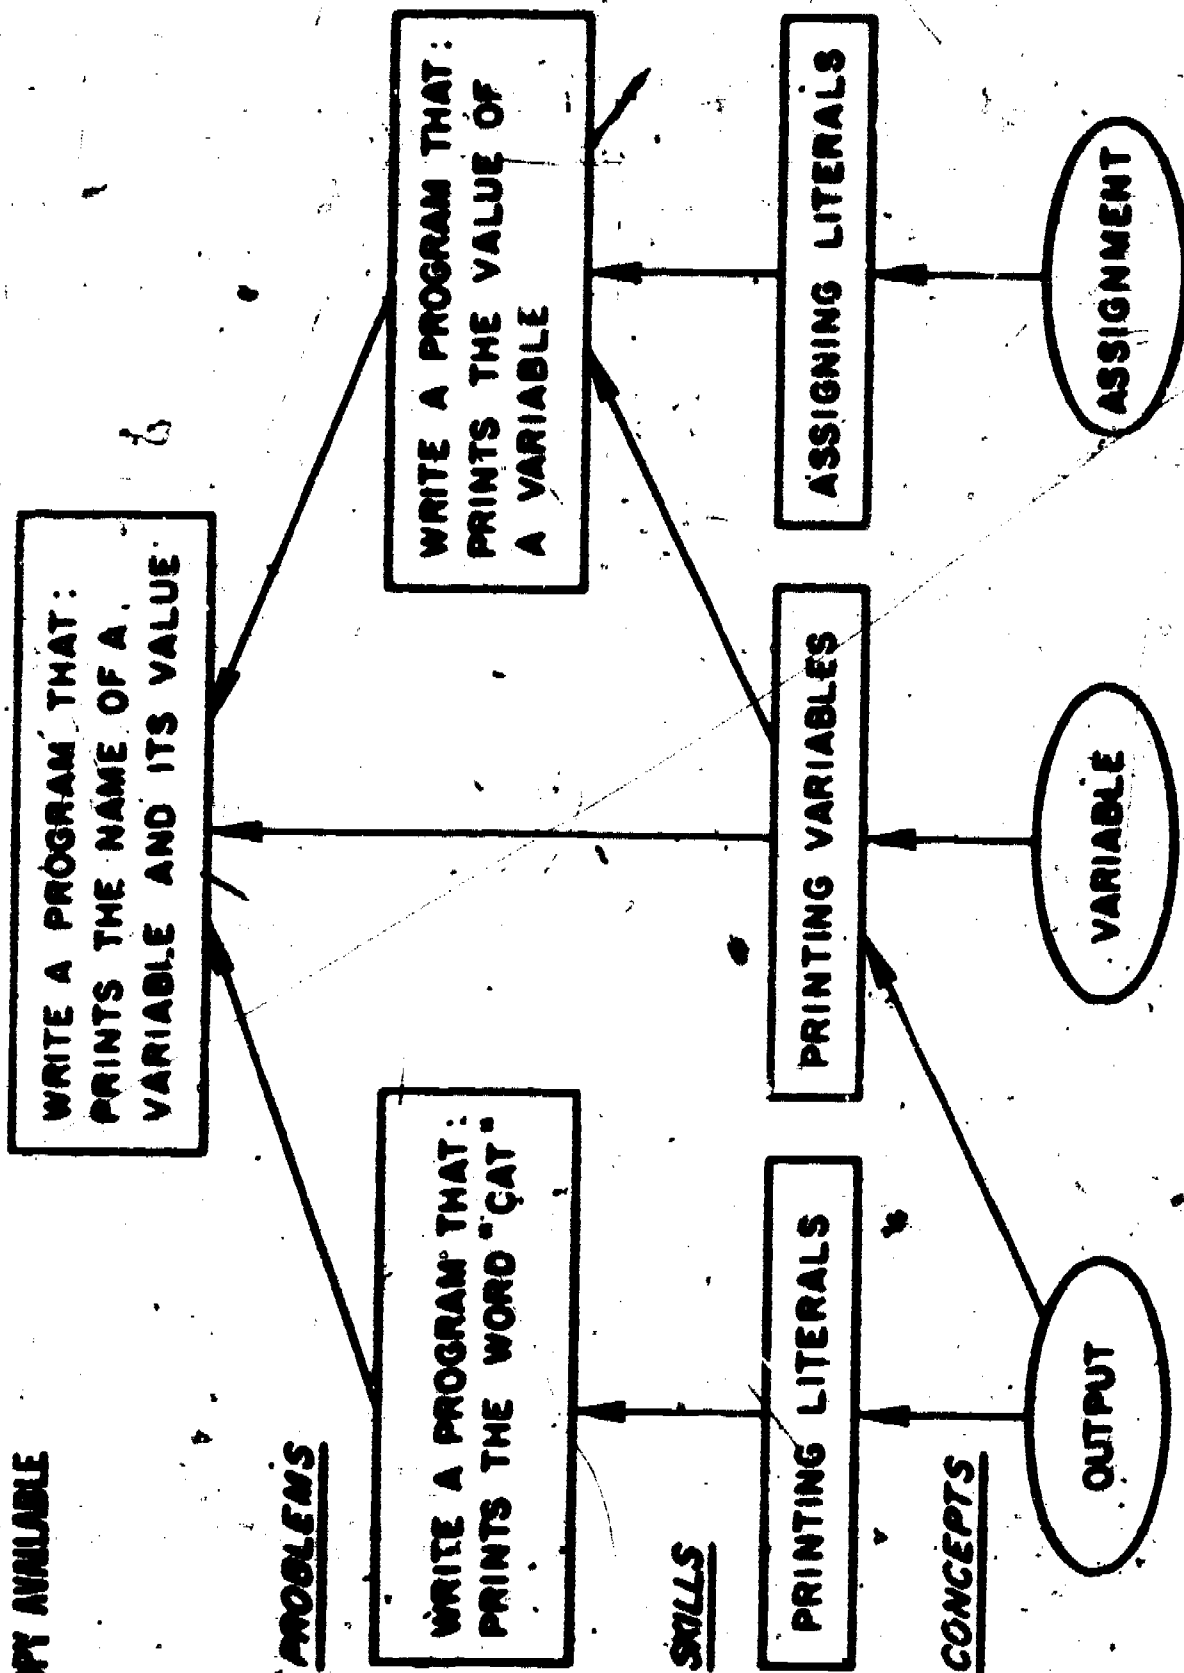 COPY AVAILABLE
WRITE A PROGRAM THAT:
PRINTS THE NAME OF A
VARIABLE AND ITS VALUE
PROBLEMS
WRITE A PROGRAM THAT:
PRINTS THE WORD "CAT"
WRITE A PROGRAM THAT:
PRINTS THE VALUE OF
A VARIABLE
SKILLS
PRINTING LITERALS
PRINTING VARIABLES
ASSIGNING LITERALS
CONCEPTS
OUTPUT
VARIABLE
ASSIGNMENT